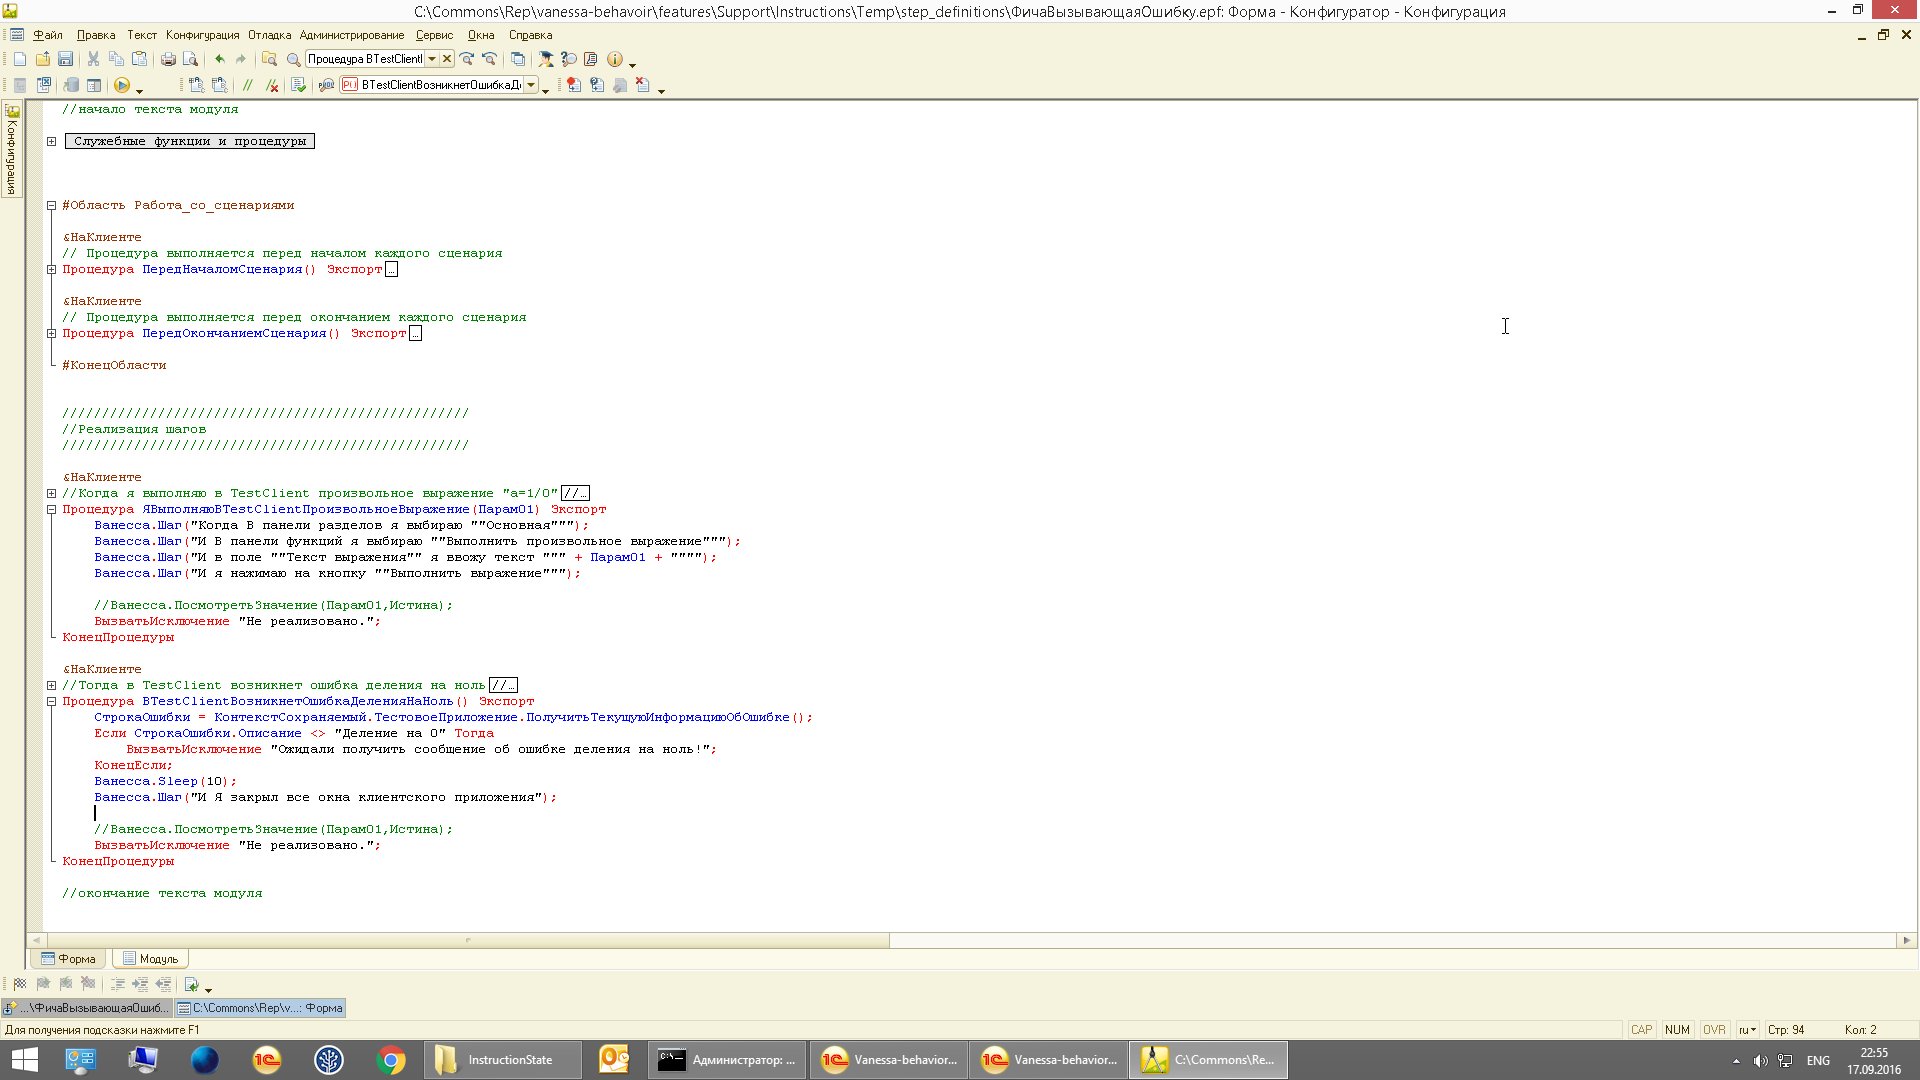 C:\Commons\Rep\vanessa-behavoir\features\Support\Instructions\Temp\step_definitions\ФичаВызывающаяОшибку.epf: Форма - Конфигуратор - Конфигурация
Файл Правка Текст Конфигурация Отладка Администрирование Сервис Окна Справка
Процедура BTestClientI
BTestClientВозникнетОшибкаД
Конфигурация
//начало текста модуля
Служебные функции и процедуры
#Область Работа_со_сценариями
&НаКлиенте
// Процедура выполняется перед началом каждого сценария
Процедура ПередНачаломСценария() Экспорт...
&НаКлиенте
// Процедура выполняется перед окончанием каждого сценария
Процедура ПередОкончаниемСценария() Экспорт...
#КонецОбласти
///////////////////////////////////////////////////
//Реализация шагов
///////////////////////////////////////////////////
&НаКлиенте
//Когда я выполняю в TestClient произвольное выражение "а=1/0" //...
Процедура ЯВыполняюВTestClientПроизвольноеВыражение(Парам01) Экспорт
Ванесса.Шаг("Когда В панели разделов я выбираю ""Основная""");
Ванесса.Шаг("И В панели функций я выбираю ""Выполнить произвольное выражение""");
Ванесса.Шаг("И в поле ""Текст выражения"" я ввожу текст """ + Парам01 + """");
Ванесса.Шаг("И я нажимаю на кнопку ""Выполнить выражение""");
//Ванесса.ПосмотретьЗначение(Парам01,Истина);
ВызватьИсключение "Не реализовано.";
КонецПроцедуры
&НаКлиенте
//Тогда в TestClient возникнет ошибка деления на ноль //...
Процедура ВTestClientВозникнетОшибкаДеленияНаНоль() Экспорт
СтрокаОшибки = КонтекстСохраняемый.ТестовоеПриложение.ПолучитьТекущуюИнформациюОбОшибке();
Если СтрокаОшибки.Описание <> "Деление на 0" Тогда
ВызватьИсключение "Ожидали получить сообщение об ошибке деления на ноль!";
КонецЕсли;
Ванесса.Sleep(10);
Ванесса.Шаг("И Я закрыл все окна клиентского приложения");
//Ванесса.ПосмотретьЗначение(Парам01,Истина);
ВызватьИсключение "Не реализовано.";
КонецПроцедуры
//окончание текста модуля
Форма Модуль
...\ФичаВызывающаяОшиб... C:\Commons\Rep\v...: Форма
Для получения подсказки нажмите F1
CAP NUM OVR ru Стр: 94 Кол: 2
InstructionState Администратор: ... Vanessa-behavior... Vanessa-behavior... C:\Commons\Re...
ENG
22:55
17.09.2016